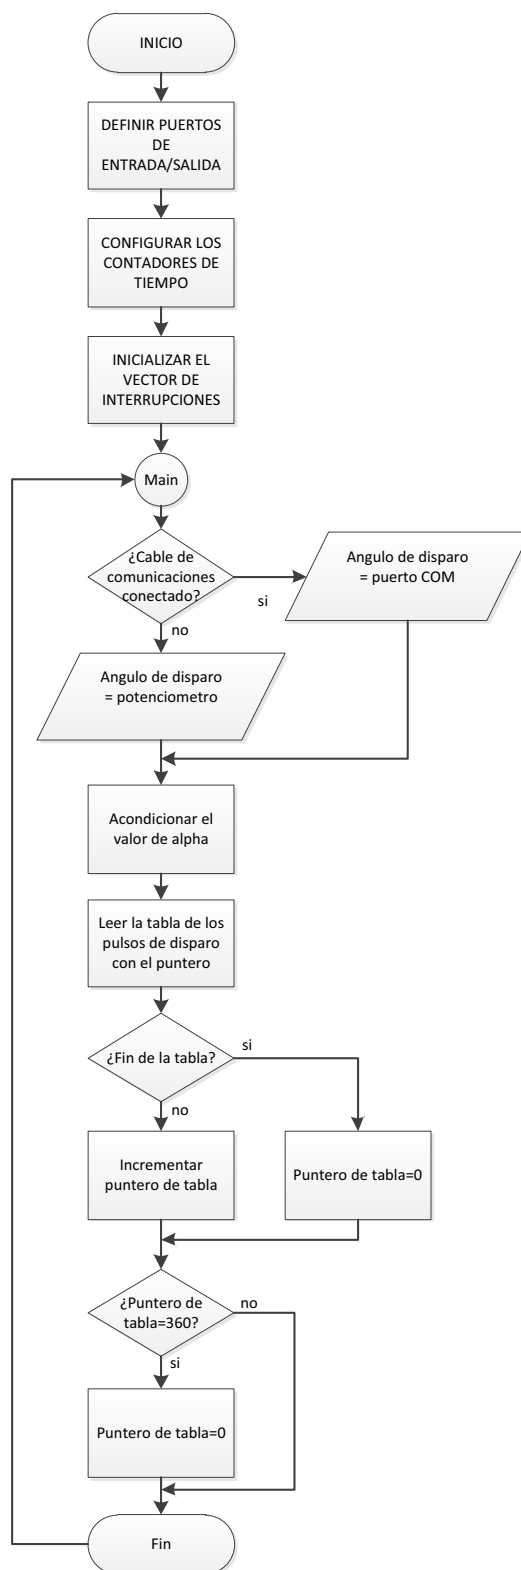 INICIO
DEFINIR PUERTOS
DE
ENTRADA/SALIDA
CONFIGURAR LOS
CONTADORES DE
TIEMPO
INICIALIZAR EL
VECTOR DE
INTERRUPCIONES
Main
¿Cable de
comunicaciones
conectado?
si
Angulo de disparo
= puerto COM
no
Angulo de disparo
= potenciometro
Acondicionar el
valor de alpha
Leer la tabla de los
pulsos de disparo
con el puntero
¿Fin de la tabla?
si
no
Incrementar
puntero de tabla
Puntero de tabla=0
¿Puntero de
tabla=360?
no
si
Puntero de tabla=0
Fin